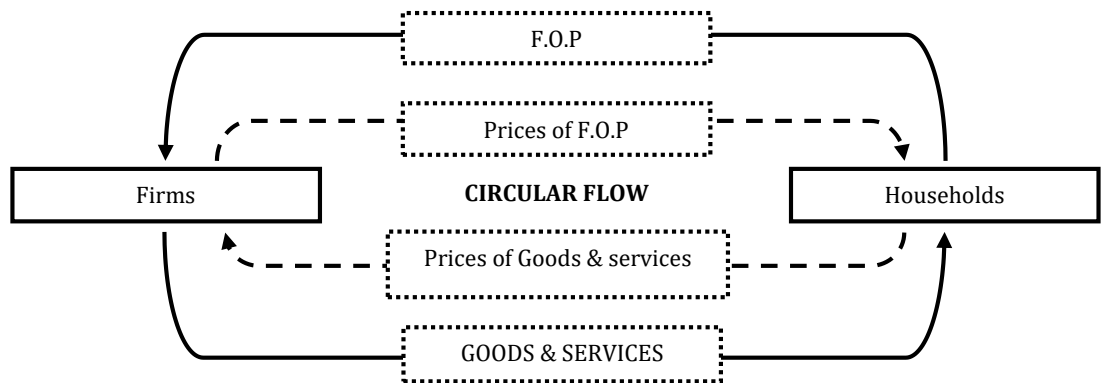 F.O.P
Prices of F.O.P
Firms
CIRCULAR FLOW
Households
Prices of Goods & services
GOODS & SERVICES